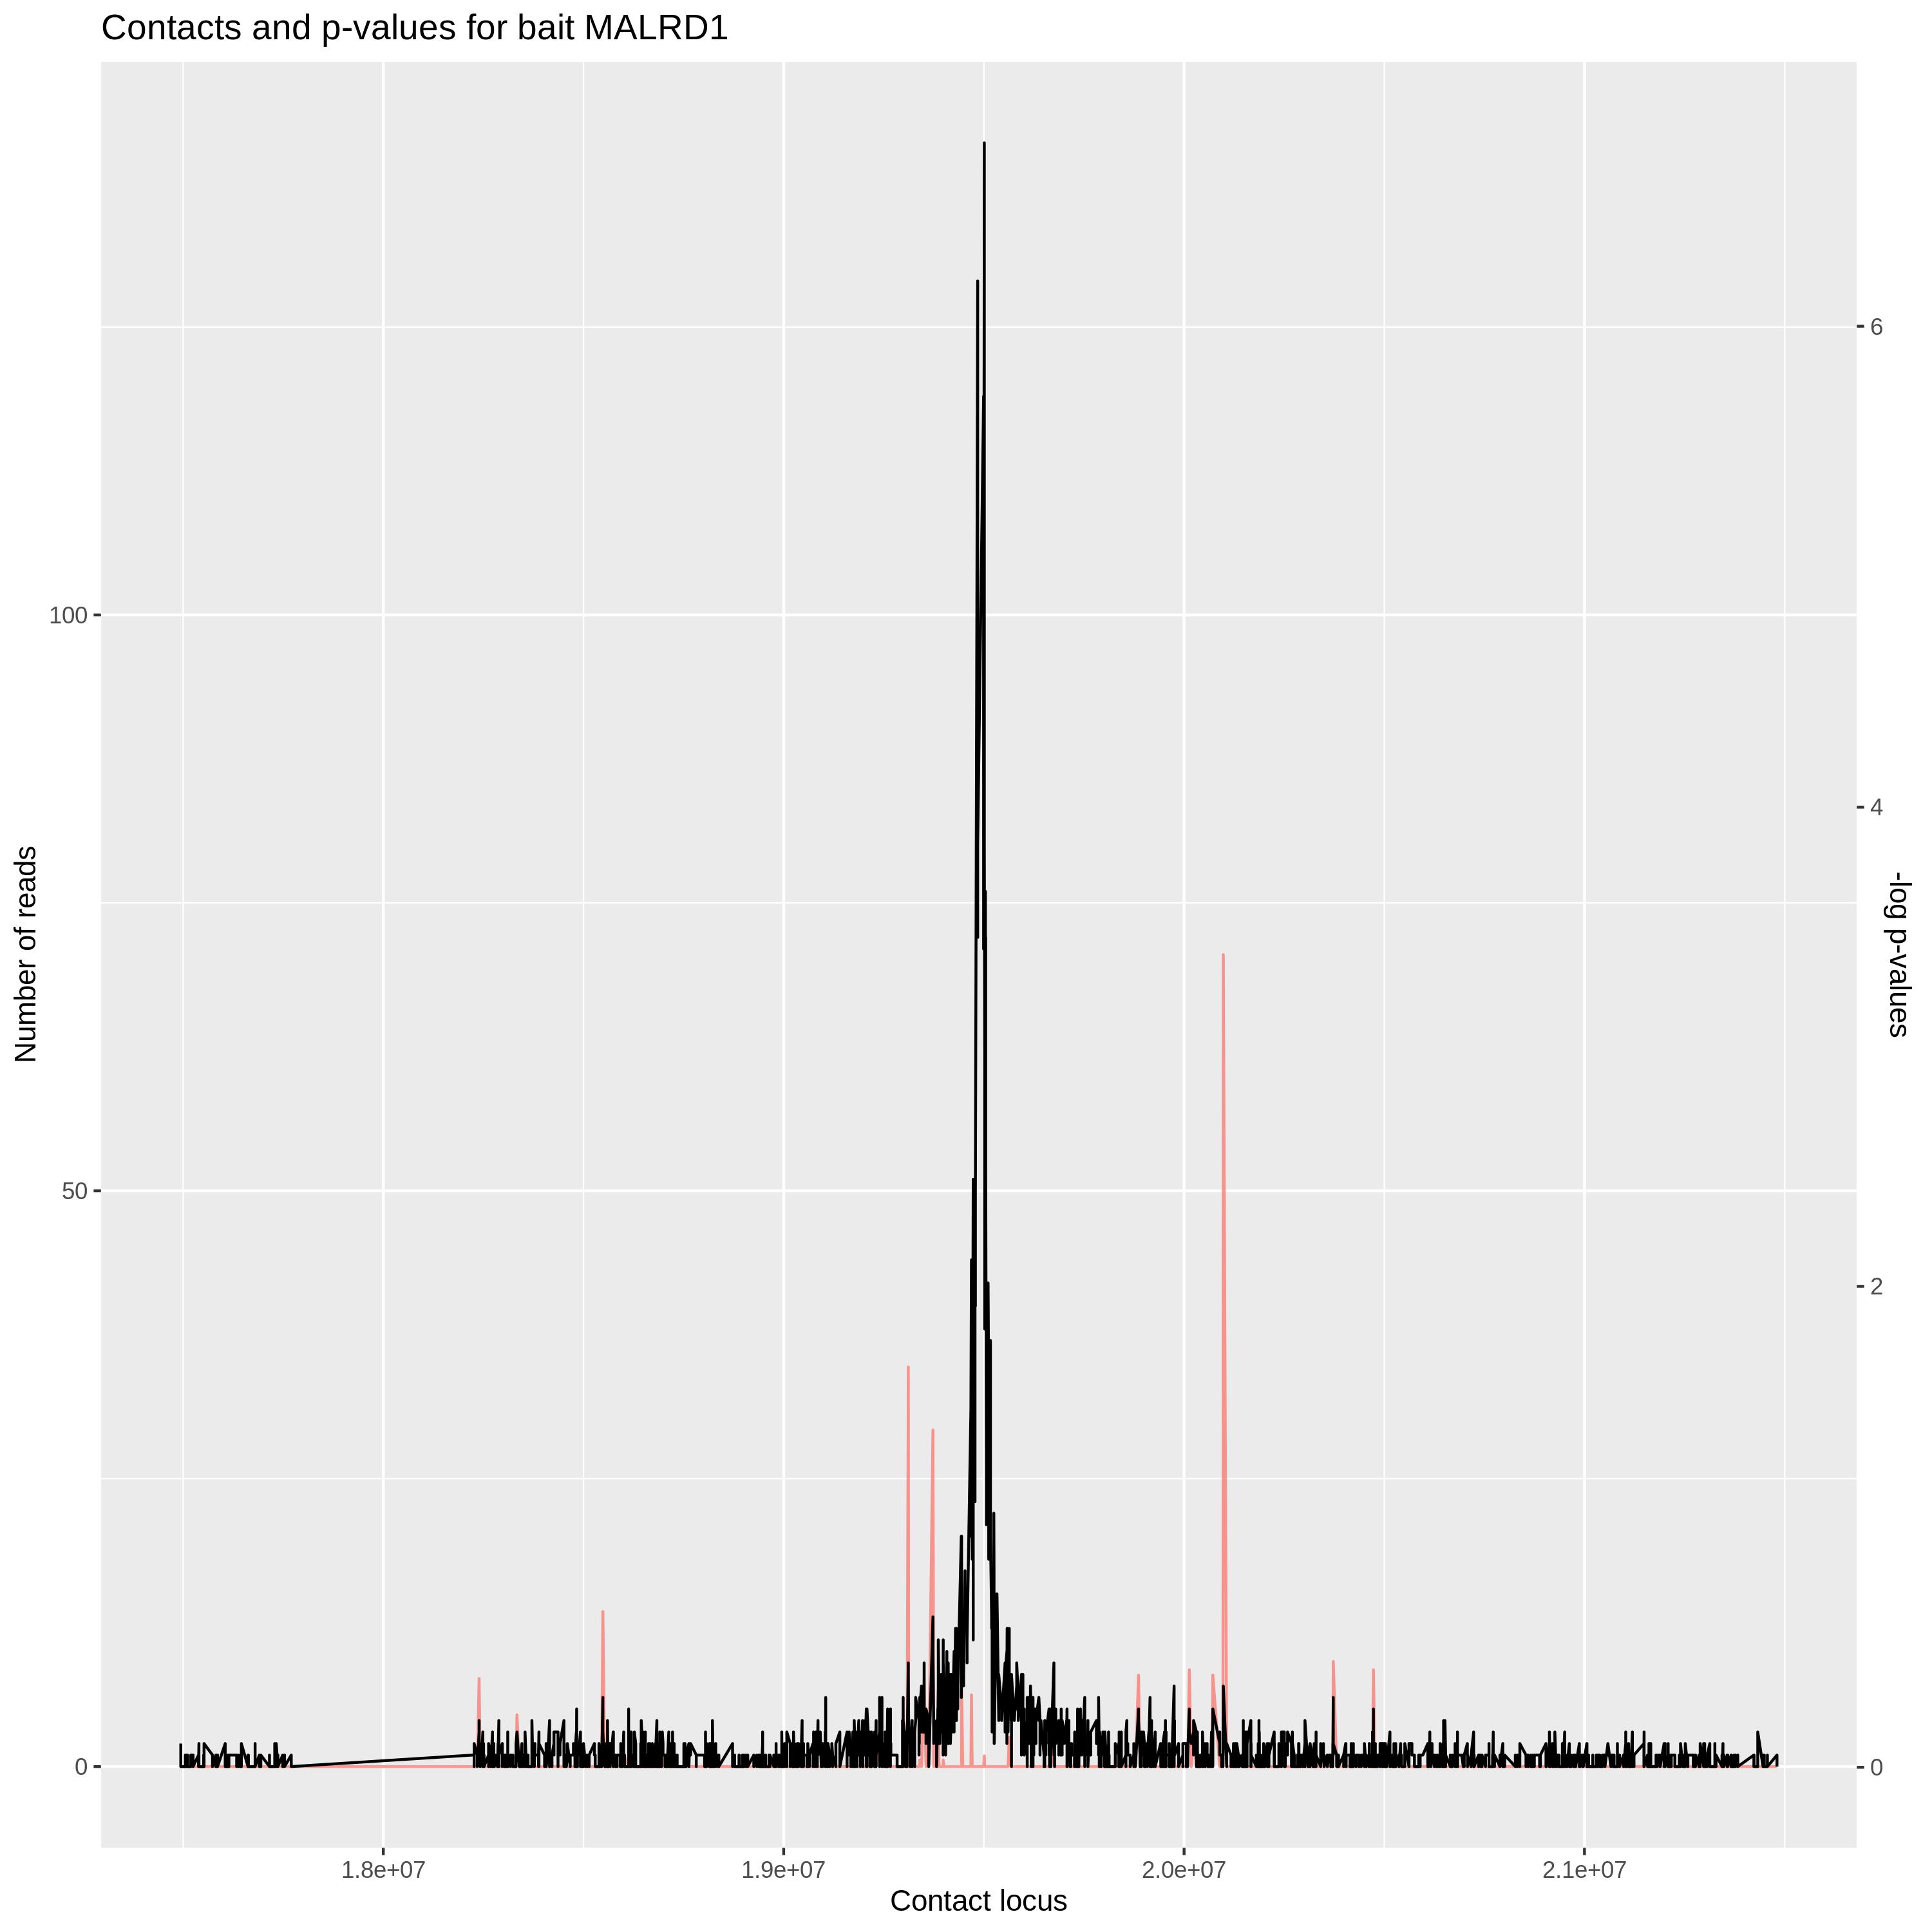 Contacts and p-values for bait MALRD1
Number of reads
100
50
0
6
4
2
0
-log p-values
1.8e+07
1.9e+07
2.0e+07
2.1e+07
Contact locus